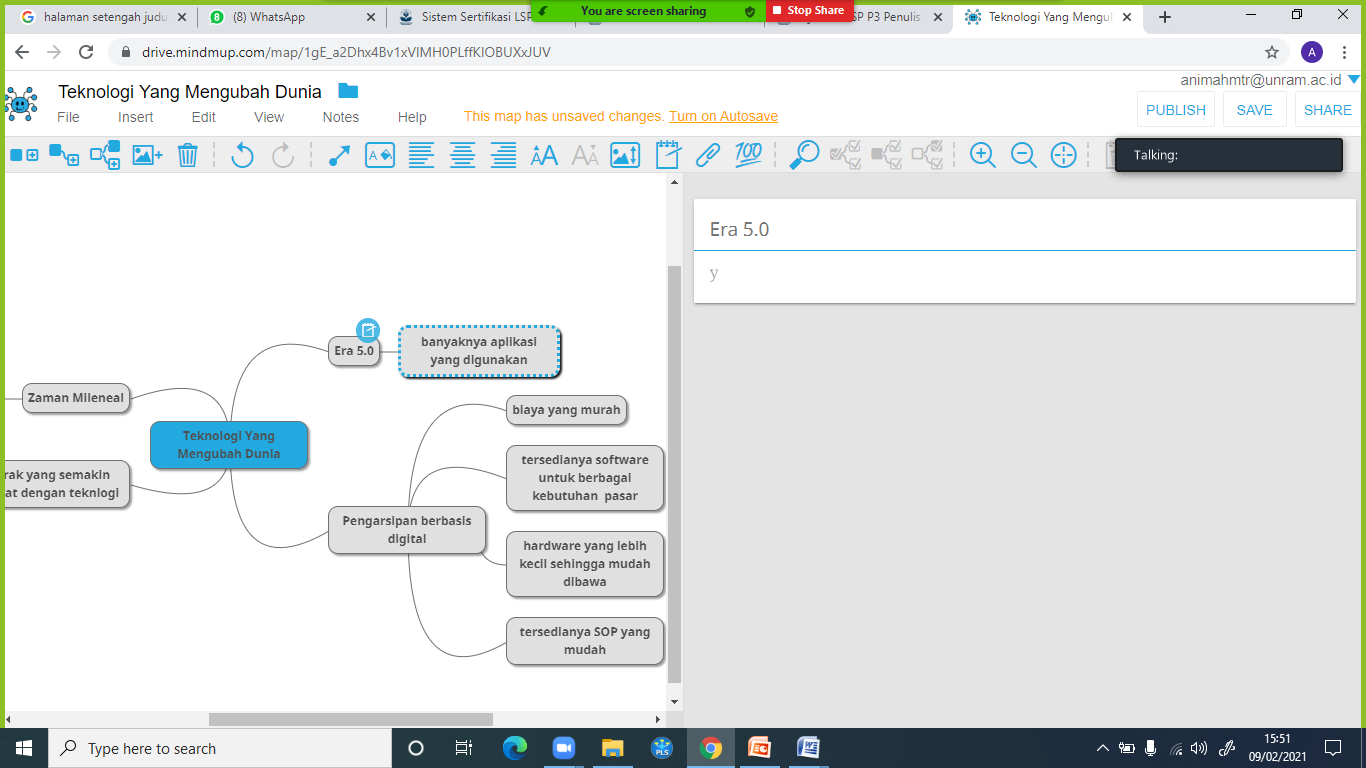 halaman setengah judu
(8) WhatsApp
Sistem Sertifikasi LSP
You are screen sharing
Stop Share
SP P3 Penulis
Teknologi Yang Mengub
drive.mindmup.com/map/1gE_a2Dhx4Bv1xVIMH0PLffKIOBUXxJUV
A
animahmtr@unram.ac.id
Teknologi Yang Mengubah Dunia
File Insert Edit View Notes Help
This map has unsaved changes. Turn on Autosave
PUBLISH SAVE SHARE
Talking:
Era 5.0
y
Era 5.0
banyaknya aplikasi
yang digunakan
Zaman Mileneal
Teknologi Yang
Mengubah Dunia
rak yang semakin
at dengan teknlogi
Pengarsipan berbasis
digital
biaya yang murah
tersedianya software
untuk berbagai
kebutuhan pasar
hardware yang lebih
kecil sehingga mudah
dibawa
tersedianya SOP yang
mudah
Type here to search
15:51
09/02/2021